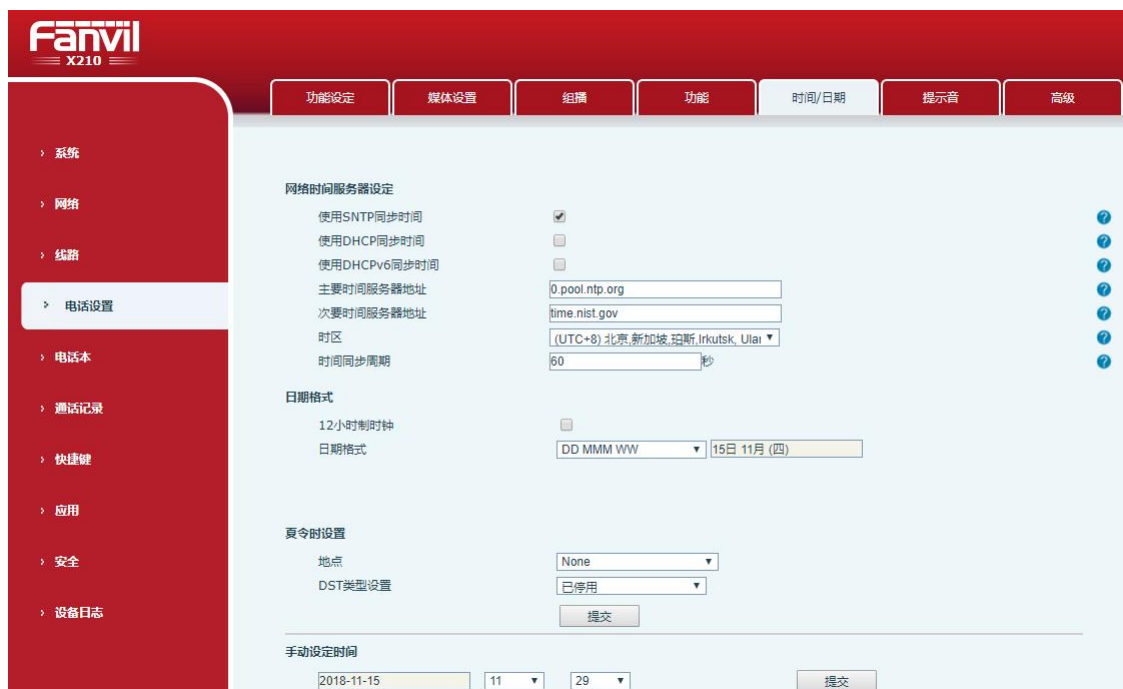 Fanvil
X210
功能设定 媒体设置 组播 功能 时间/日期 提示音 高级
› 系统
› 网络
› 线路
› 电话设置
› 电话本
› 通话记录
› 快捷键
› 应用
› 安全
› 设备日志
网络时间服务器设定
使用SNTP同步时间
使用DHCP同步时间
使用DHCPv6同步时间
主要时间服务器地址 0.pool.ntp.org
次要时间服务器地址 time.nist.gov
时区 (UTC+8) 北京,新加坡,珀斯,Irkutsk, Ulan
时间同步周期 60 秒
日期格式
12小时制时钟
日期格式 DD MMM WW 15日 11月 (四)
夏令时设置
地点 None
DST类型设置 已停用
提交
手动设定时间
2018-11-15 11 29 提交